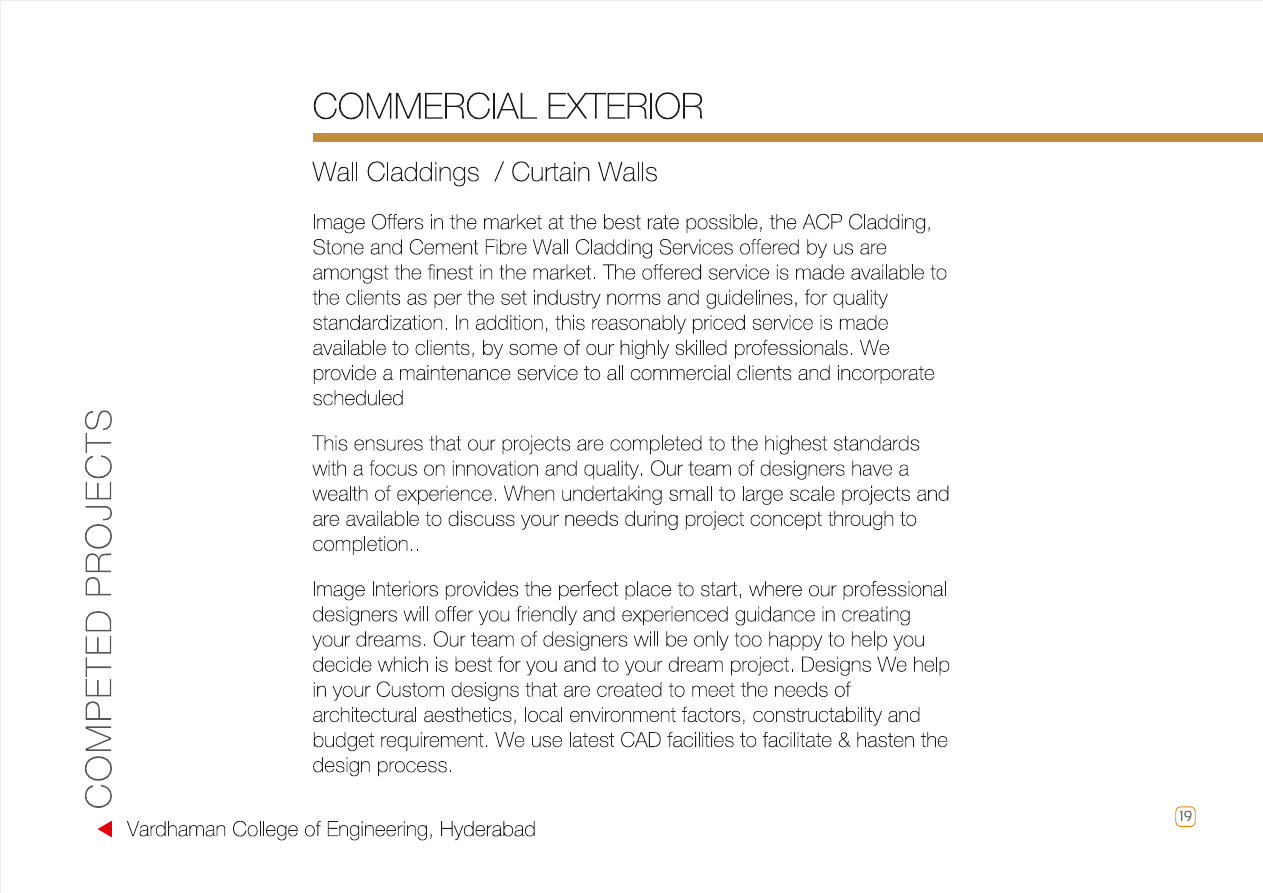 COMMERCIAL EXTERIOR
Wall Claddings / Curtain Walls
Image Offers in the market at the best rate possible, the ACP Cladding,
Stone and Cement Fibre Wall Cladding Services offered by us are
amongst the finest in the market. The offered service is made available to
the clients as per the set industry norms and guidelines, for quality
standardization. In addition, this reasonably priced service is made
available to clients, by some of our highly skilled professionals. We
provide a maintenance service to all commercial clients and incorporate
scheduled
This ensures that our projects are completed to the highest standards
with a focus on innovation and quality. Our team of designers have a
wealth of experience. When undertaking small to large scale projects and
are available to discuss your needs during project concept through to
completion..
Image Interiors provides the perfect place to start, where our professional
designers will offer you friendly and experienced guidance in creating
your dreams. Our team of designers will be only too happy to help you
decide which is best for you and to your dream project. Designs We help
in your Custom designs that are created to meet the needs of
architectural aesthetics, local environment factors, constructability and
budget requirement. We use latest CAD facilities to facilitate & hasten the
design process.
COMPETED PROJECTS
Vardhaman College of Engineering, Hyderabad
19